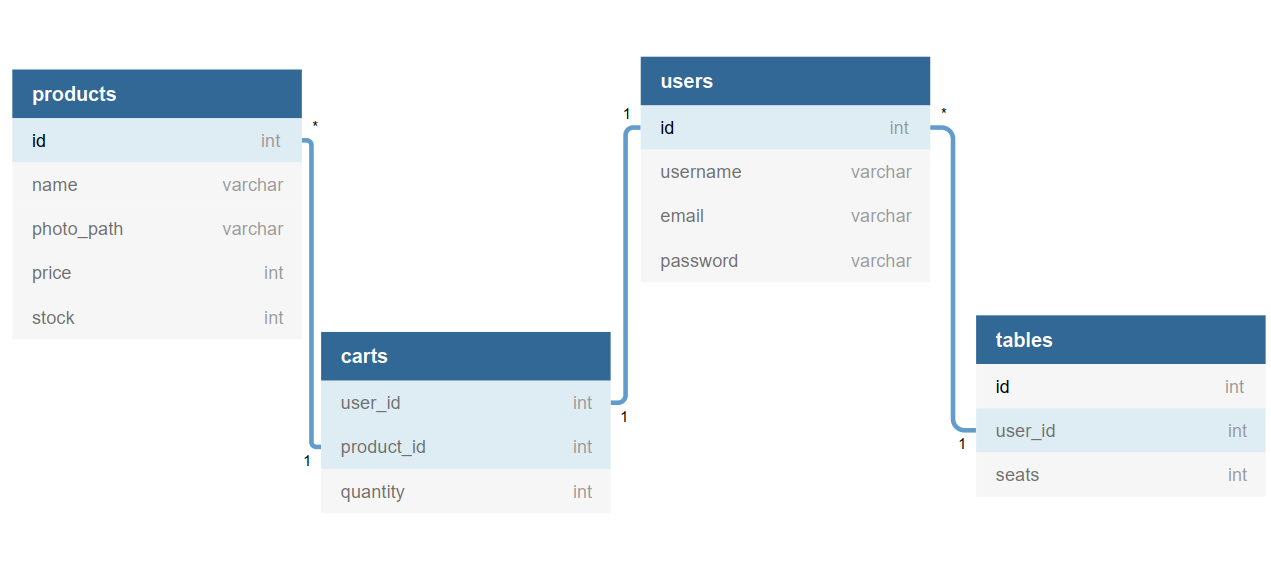 products
*
id int
name varchar
photo_path varchar
price int
stock int
1
carts
user_id int
product_id int
quantity int
1
1
users
*
id int
username varchar
email varchar
password varchar
1
tables
id int
user_id int
seats int